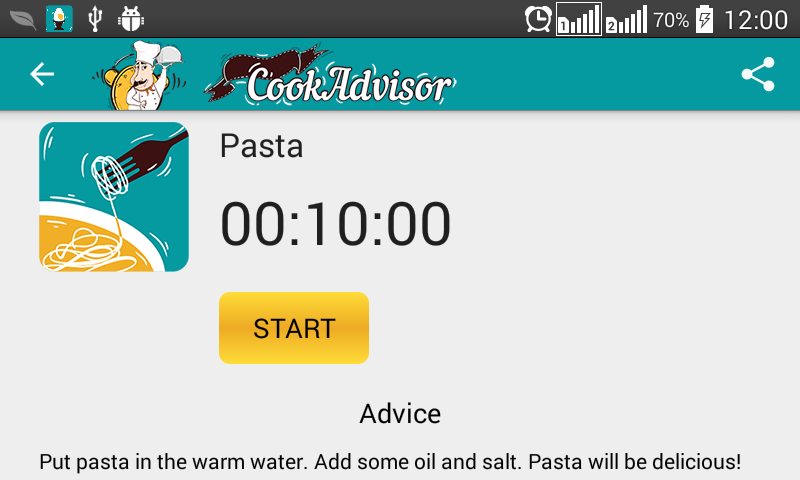 1 2 70% 12:00
CookAdvisor
Pasta
00:10:00
START
Advice
Put pasta in the warm water. Add some oil and salt. Pasta will be delicious!